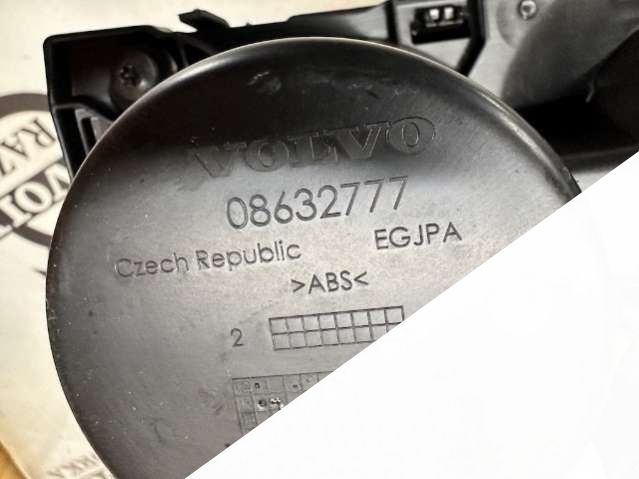 VOLVO
08632777
Czech Republic EGJPA
>ABS<
2